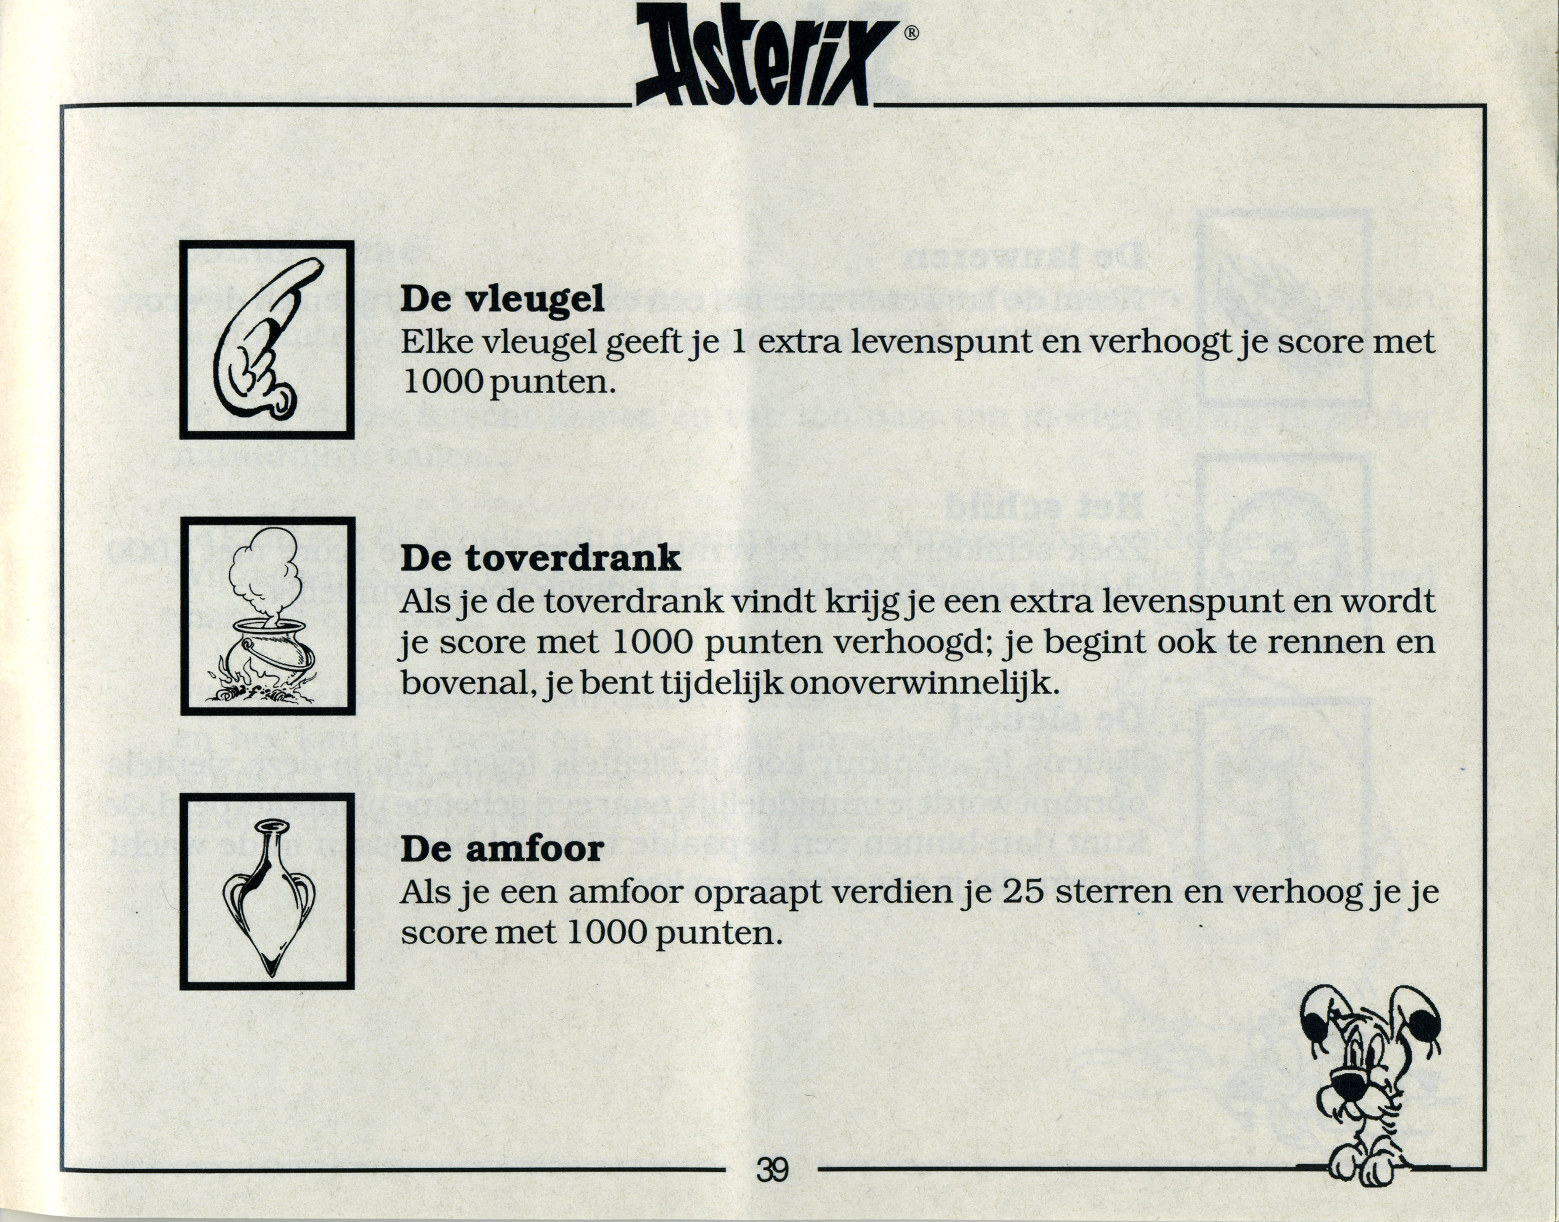 Asterix®
De vleugel
Elke vleugel geeft je 1 extra levenspunt en verhoogt je score met
1000 punten.
De toverdrank
Als je de toverdrank vindt krijg je een extra levenspunt en wordt
je score met 1000 punten verhoogd; je begint ook te rennen en
bovenal, je bent tijdelijk onoverwinnelijk.
De amfoor
Als je een amfoor opraapt verdien je 25 sterren en verhoog je je
score met 1000 punten.
39